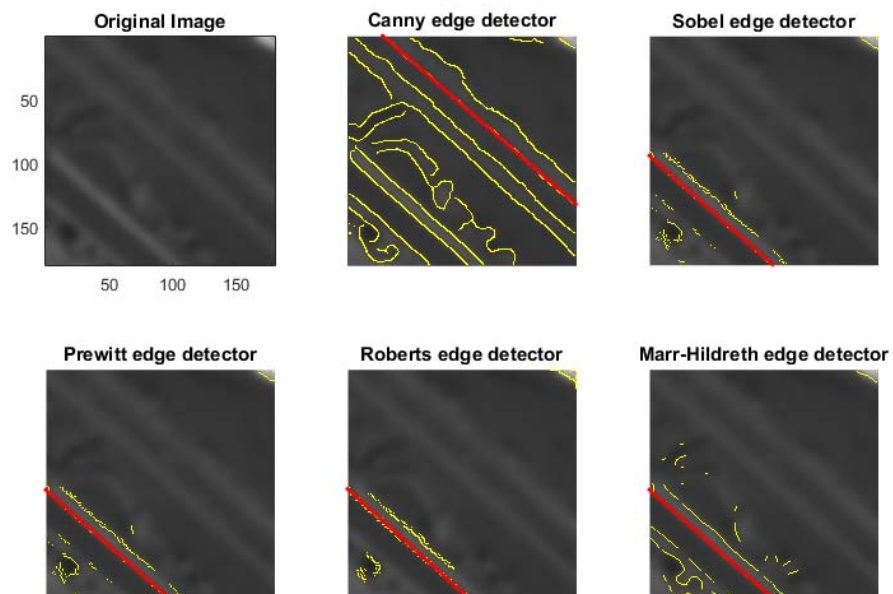 Original Image
Canny edge detector
Sobel edge detector
50
100
150
50
100
150
Prewitt edge detector
Roberts edge detector
Marr-Hildreth edge detector